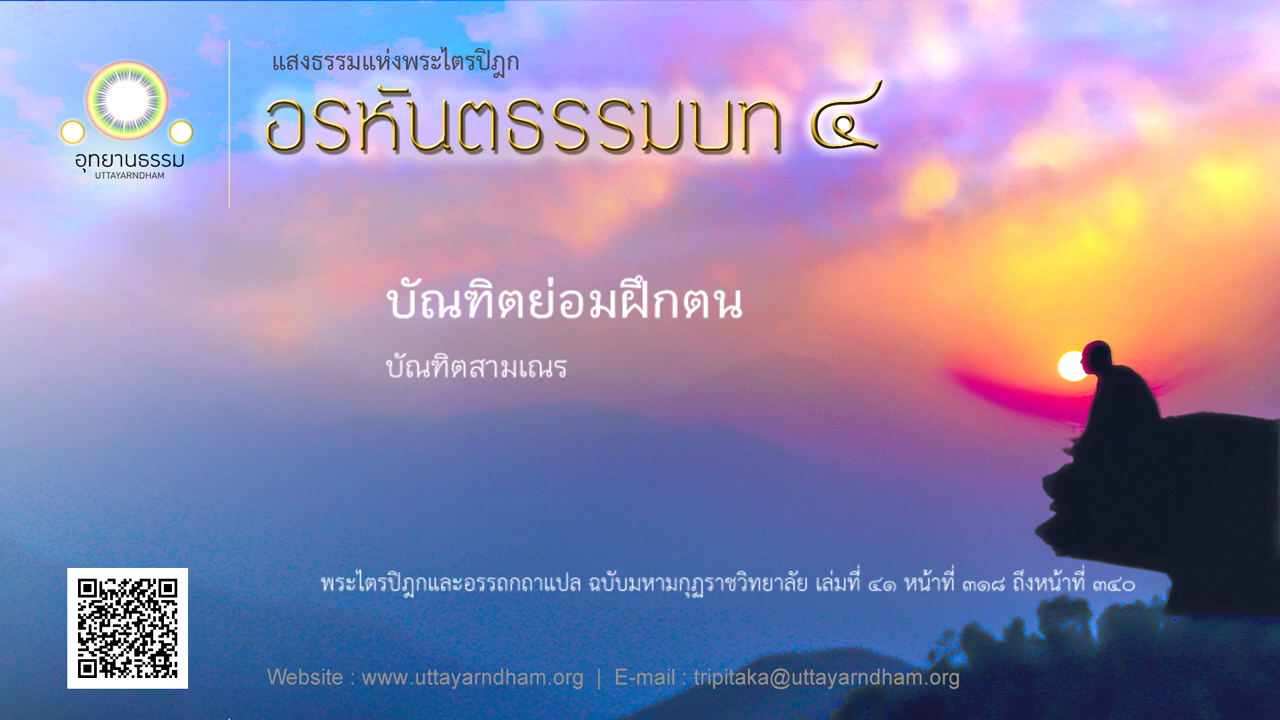 แสงธรรมแห่งพระไตรปิฎก
อรหันตธรรมบท ๔
อุทยานธรรม
UTTAYARNDHAM
บัณฑิตย่อมฝึกตน
บัณฑิตสามเณร
พระไตรปิฎกและอรรถกถาแปล ฉบับมหามกุฏราชวิทยาลัย เล่มที่ ๔๑ หน้าที่ ๓๑๘ ถึงหน้าที่ ๓๔๐
Website : www.uttayarndham.org | E-mail : tripitaka@uttayarndham.org